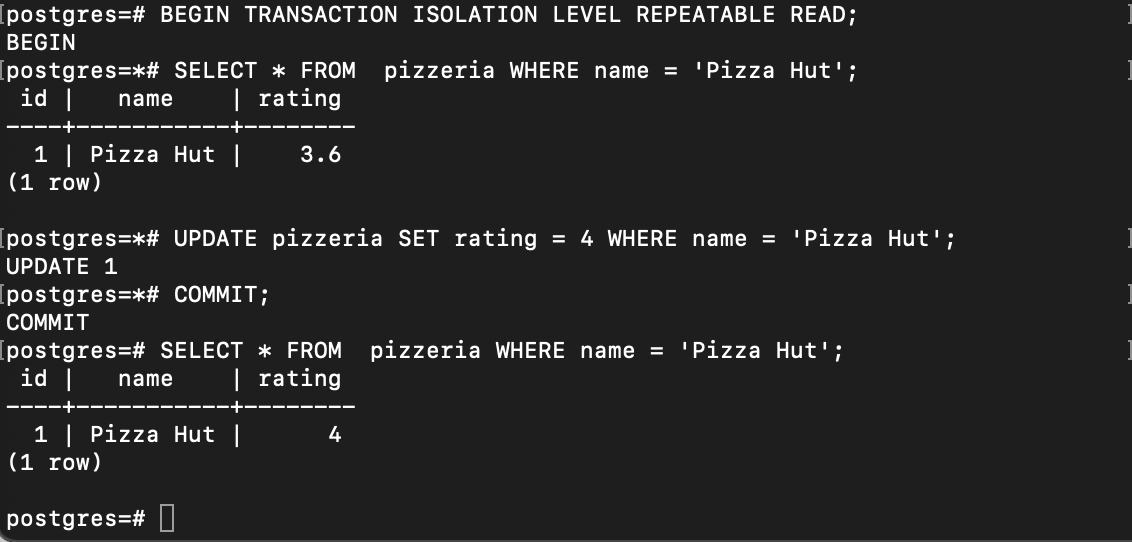 postgres=# BEGIN TRANSACTION ISOLATION LEVEL REPEATABLE READ;
BEGIN
postgres=*# SELECT * FROM  pizzeria WHERE name = 'Pizza Hut';
 id |   name    | rating
----+-----------+--------
  1 | Pizza Hut |    3.6
(1 row)

postgres=*# UPDATE pizzeria SET rating = 4 WHERE name = 'Pizza Hut';
UPDATE 1
postgres=*# COMMIT;
COMMIT
postgres=# SELECT * FROM  pizzeria WHERE name = 'Pizza Hut';
 id |   name    | rating
----+-----------+--------
  1 | Pizza Hut |      4
(1 row)

postgres=#